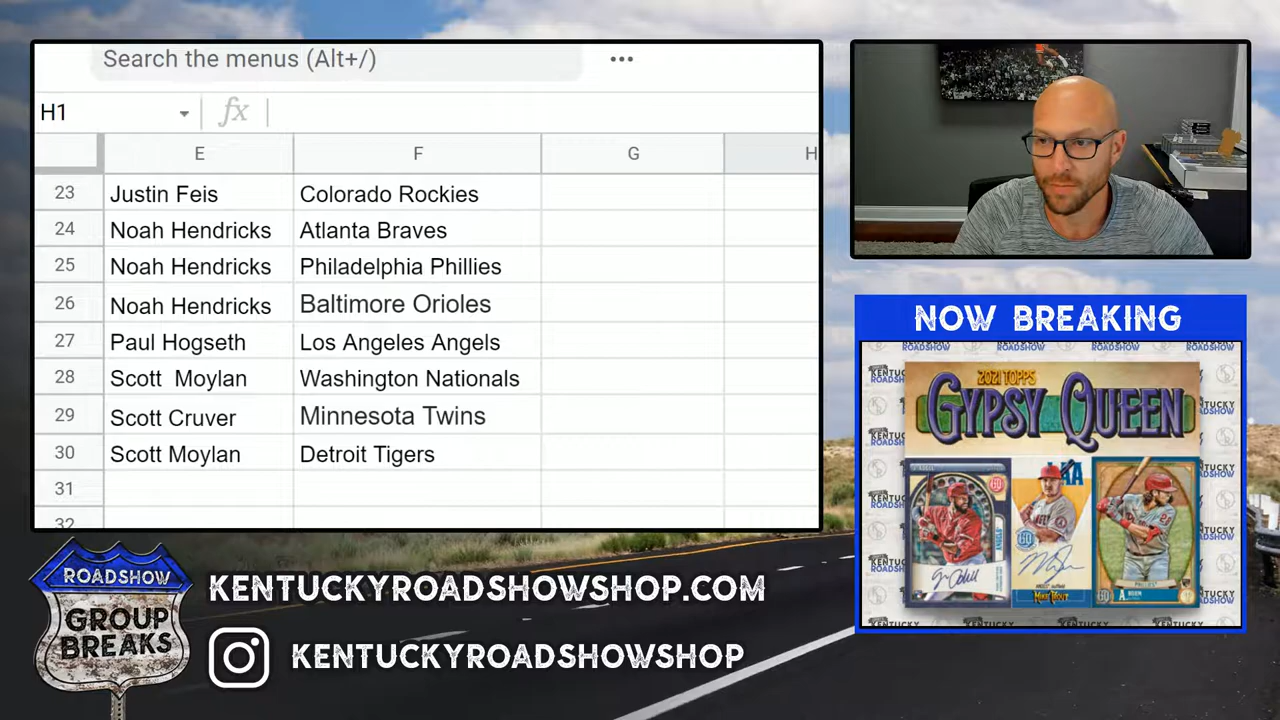 Search the menus (Alt+/)
H1
fx
E F G H
23 Justin Feis Colorado Rockies
24 Noah Hendricks Atlanta Braves
25 Noah Hendricks Philadelphia Phillies
26 Noah Hendricks Baltimore Orioles
27 Paul Hogseth Los Angeles Angels
28 Scott  Moylan Washington Nationals
29 Scott Cruver Minnesota Twins
30 Scott Moylan Detroit Tigers
31
32
NOW BREAKING
2021 TOPPS
GYPSY QUEEN
ROADSHOW
GROUP
BREAKS
KENTUCKYROADSHOWSHOP.COM
KENTUCKYROADSHOWSHOP